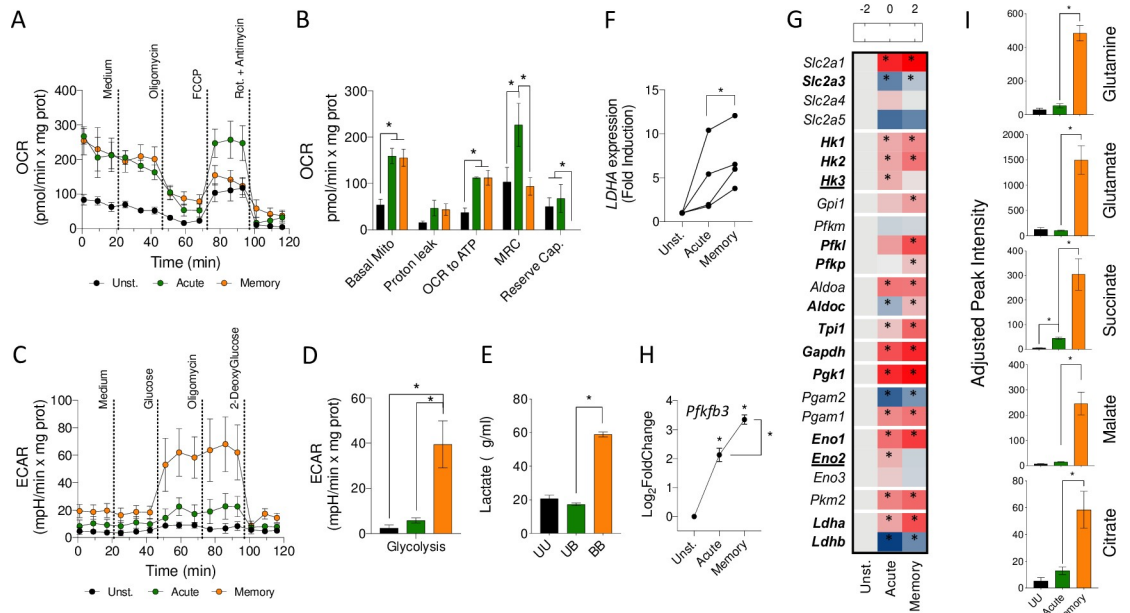 A
OCR
(pmol/min x mg prot)
400
300
200
100
0
Medium
Oligomycin
FCCP
Rot. + Antimycin
0 20 40 60 80 100 120
Time (min)
Unst. Acute Memory
B
OCR
pmol/min x mg prot)
300
200
100
0
* * * * *
Basal Mito
Proton leak
OCR to ATP
MRC
Reserve Cap.
C
ECAR
(mpH/min x mg prot)
100
80
60
40
20
0
Medium
Glucose
Oligomycin
2-DeoxyGlucose
0 20 40 60 80 100 120
Time (min)
Unst. Acute Memory
D
ECAR
(mpH/min x mg prot)
60
40
20
0
*
*
Glycolysis
E
Lactate ( g/ml)
80
60
40
20
0
*
UU
UB
BB
F
LDHA expression
(Fold Induction)
15
10
5
0
*
Unst.
Acute
Memory
H
Log2FoldChange
4
3
2
1
0
Pfkfb3
* * *
Unst.
Acute
Memory
G
-2 0 2
Slc2a1 * *
Slc2a3 * *
Slc2a4
Slc2a5
Hk1 * *
Hk2 * *
Hk3 *
Gpi1 *
Pfkm
Pfkl *
Pfkp *
Aldoa * *
Aldoc * *
Tpi1 * *
Gapdh * *
Pgk1 * *
Pgam2 * *
Pgam1 * *
Eno1 * *
Eno2 *
Eno3
Pkm2 * *
Ldha * *
Ldhb * *
Unst.
Acute
Memory
I
Adjusted Peak Intensity
600
400
200
0
*
Glutamine
2000
1500
1000
500
0
*
Glutamate
400
300
200
100
0
* *
Succinate
400
300
200
100
0
*
Malate
80
60
40
20
0
*
Citrate
UU
Acute
Memory